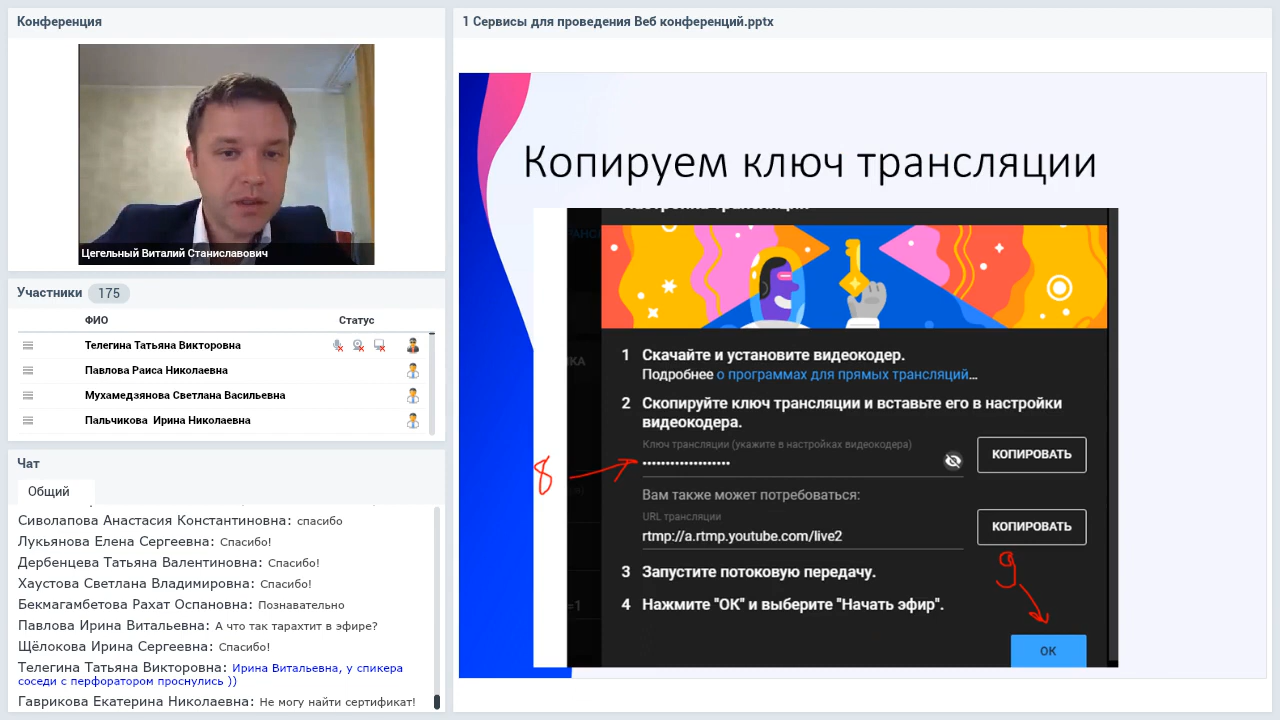 Конференция
Цегельный Виталий Станиславович
Участники 175
ФИО Статус
Телегина Татьяна Викторовна
Павлова Раиса Николаевна
Мухамедзянова Светлана Васильевна
Пальчикова Ирина Николаевна
Чат
Общий
Сиволапова Анастасия Константиновна: спасибо
Лукьянова Елена Сергеевна: Спасибо!
Дербенцева Татьяна Валентиновна: Спасибо!
Хаустова Светлана Владимировна: Спасибо!
Бекмагамбетова Рахат Оспановна: Познавательно
Павлова Ирина Витальевна: А что так тарахтит в эфире?
Щёлокова Ирина Сергеевна: Спасибо!
Телегина Татьяна Викторовна: Ирина Витальевна, у спикера
соседи с перфоратором проснулись ))
Гаврикова Екатерина Николаевна: Не могу найти сертификат!
1 Сервисы для проведения Веб конференций.pptx
Копируем ключ трансляции
1 Скачайте и установите видеокодер.
Подробнее о программах для прямых трансляций...
2 Скопируйте ключ трансляции и вставьте его в настройки
видеокодера.
Ключ трансляции (укажите в настройках видеокодера)
•••••••••••••••••••
КОПИРОВАТЬ
8
Вам также может потребоваться:
URL трансляции
rtmp://a.rtmp.youtube.com/live2
КОПИРОВАТЬ
9
3 Запустите потоковую передачу.
4 Нажмите "ОК" и выберите "Начать эфир".
ОК